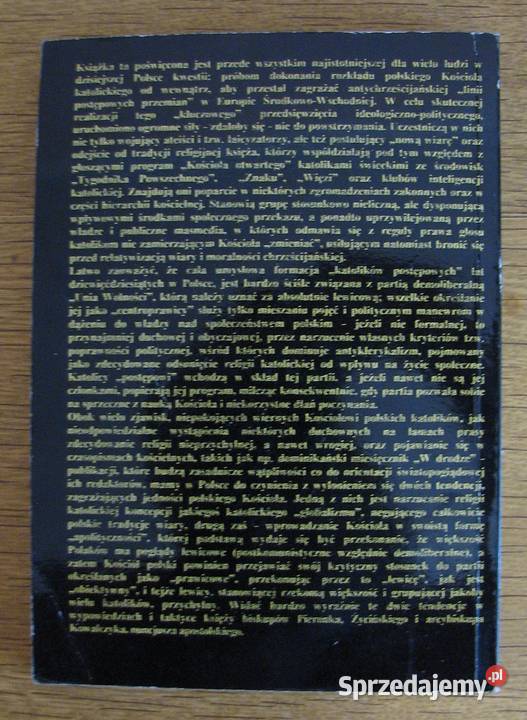 Książka ta poświęcona jest przede wszystkim najistotniejszej dla wielu ludzi w
dzisiejszej Polsce kwestii: próbom dokonania rozkładu polskiego Kościoła
katolickiego od wewnątrz, aby przestał zagrażać antychrześcijańskiej „linii
postępowych przemian" w Europie Środkowo-Wschodniej. W celu skutecznej
realizacji tego „kluczowego" przedsięwzięcia ideologiczno-politycznego,
uruchomiono ogromne siły - zdałoby się - nie do powstrzymania. Uczestniczą w nich
nie tylko wojujący ateiści i tzw. laicyzatorzy, ale też postulujący „nową wiarę" oraz
odejście od tradycji religijnej księża, którzy współdziałają pod tym względem z
głoszącymi program „Kościoła otwartego" katolikami świeckimi ze środowisk
„Tygodnika Powszechnego", „Znaku", „Więzi" oraz klubów inteligencji
katolickiej. Znajdują oni poparcie w niektórych zgromadzeniach zakonnych oraz w
części hierarchii kościelnej. Stanowią grupę stosunkowo nieliczną, ale dysponującą
wpływowymi środkami społecznego przekazu, a ponadto uprzywilejowaną przez
władze i publiczne massmedia, w których odmawia się z reguły prawa głosu
katolikom nie zamierzającym Kościoła „zmieniać", usiłującym natomiast bronić się
przed relatywizacją wiary i moralności chrześcijańskiej.
Łatwo zauważyć, że cała umysłowa formacja „katolików postępowych" lat
dziewięćdziesiątych w Polsce, jest bardzo ściśle związana z partią demoliberalną
„Unia Wolności", którą należy uznać za absolutnie lewicową; wszelkie określanie
jej jako „centroprawicy" służy tylko mieszaniu pojęć i politycznym manewrom w
dążeniu do władzy nad społeczeństwem polskim - jeżeli nie formalnej, to
przynajmniej duchowej i obyczajowej, przez narzucenie własnych kryteriów tzw.
poprawności politycznej, wśród których dominuje antyklerykalizm, pojmowany
jako zdecydowane odsunięcie religii katolickiej od wpływu na życie społeczne.
Katolicy „postępowi" wchodzą w skład tej partii, a jeżeli nawet nie są jej
członkami, popierają jej program, milcząc konsekwentnie, gdy partia pozwala sobie
na sprzeczne z nauką Kościoła i niekorzystne dlań poczynania.
Obok wielu zjawisk, niepokojących wiernych Kościołowi polskich katolików, jak
nieodpowiedzialne wystąpienia niektórych duchownych na łamach prasy
zdecydowanie religii nieprzychylnej, a nawet wrogiej, oraz pojawianie się w
czasopismach kościelnych, takich jak np. dominikański miesięcznik „W drodze" -
publikacji, które budzą zasadnicze wątpliwości co do orientacji światopoglądowej
ich redaktorów, mamy w Polsce do czynienia z wyłonieniem się dwóch tendencji,
zagrażających jedności polskiego Kościoła. Jedną z nich jest narzucanie religii
katolickiej koncepcji jakiegoś katolickiego „globalizmu", negującego całkowicie
polskie tradycje wiary, drugą zaś - wprowadzanie Kościoła w swoistą formę
„apolityczności", której podstawą wydaje się być przekonanie, że większość
Polaków ma poglądy lewicowe (postkomunistyczne względnie demoliberalne), a
zatem Kościół polski powinien przejawiać swój krytyczny stosunek do partii
określanych jako „prawicowe", przekonując przez to „lewicę", jak jest
„obiektywny", i tejże lewicy, stanowiącej rzekomą większość i grupującej jakoby
wielu katolików, przychylny. Widać bardzo wyraźnie te dwie tendencje w
wypowiedziach i taktyce księży biskupów Pieronka, Życińskiego i arcybiskupa
Kowalczyka, nuncjusza apostolskiego.
Sprzedajemy.pl